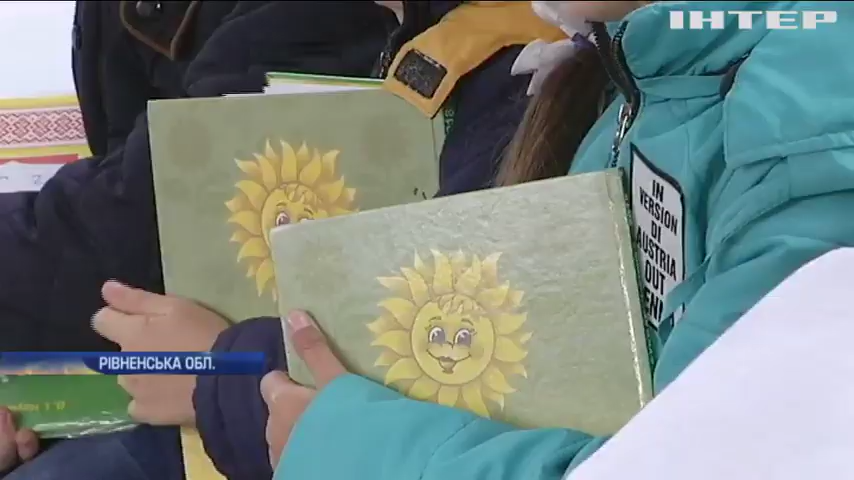 ІНТЕР
IN
VERSION
DI
AUSTRIA
OUT
РІВНЕНСЬКА ОБЛ.